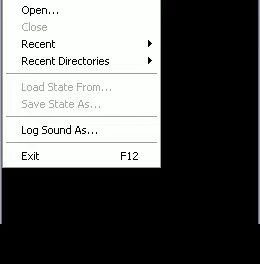 Open...
Close
Recent
Recent Directories
Load State From...
Save State As...
Log Sound As...
Exit F12